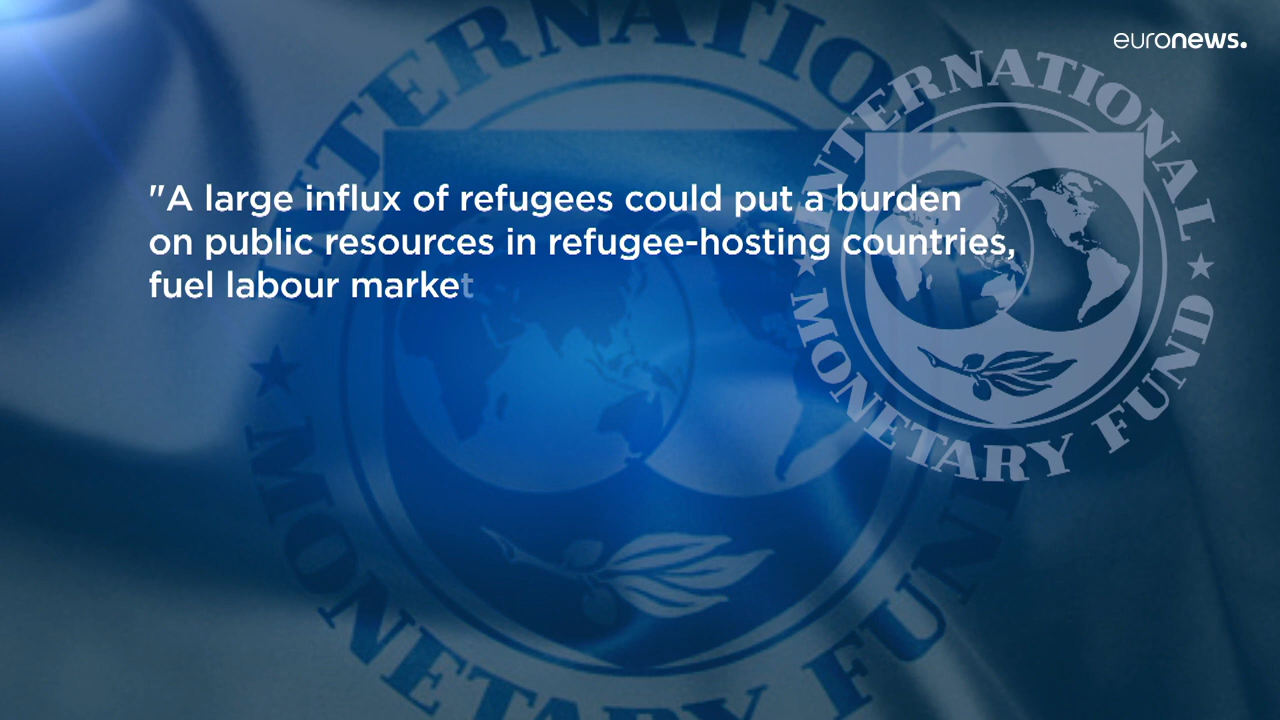 euronews.
"A large influx of refugees could put a burden
on public resources in refugee-hosting countries,
fuel labour market
INTERNATIONAL
MONETARY FUND
INTERNATIONAL
MONETARY FUND